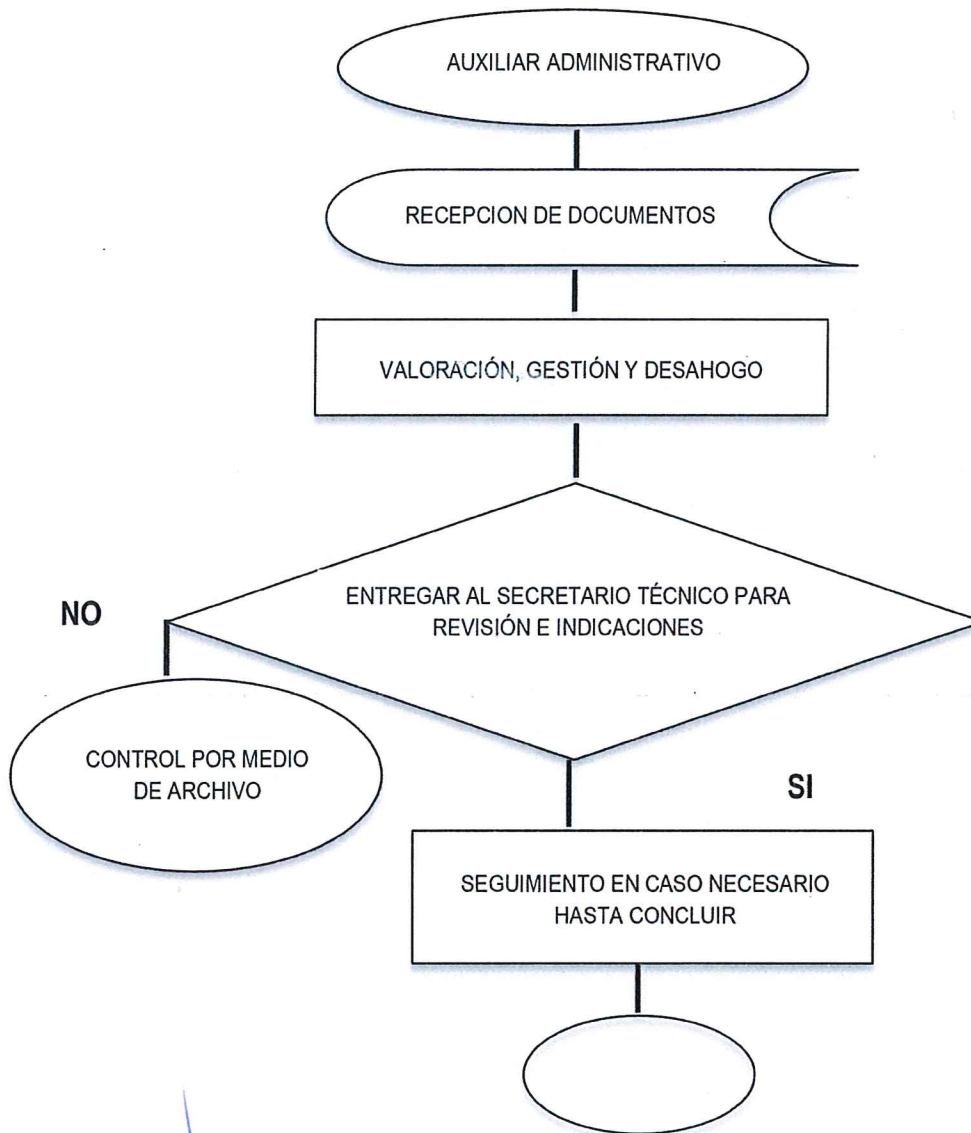 AUXILIAR ADMINISTRATIVO
RECEPCION DE DOCUMENTOS
VALORACIÓN, GESTIÓN Y DESAHOGO
ENTREGAR AL SECRETARIO TÉCNICO PARA
REVISIÓN E INDICACIONES
NO
CONTROL POR MEDIO
DE ARCHIVO
SI
SEGUIMIENTO EN CASO NECESARIO
HASTA CONCLUIR